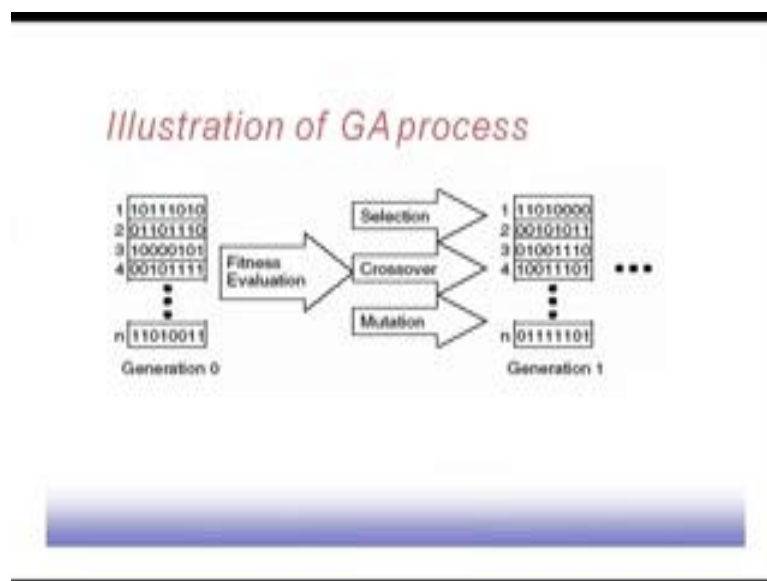 Illustration of GA process
1 10111010
2 01101110
3 10000101
4 00101111
n 11010011
Generation 0
Fitness
Evaluation
Selection
Crossover
Mutation
1 11010000
2 00101011
3 01001110
4 10011101
n 01111101
Generation 1